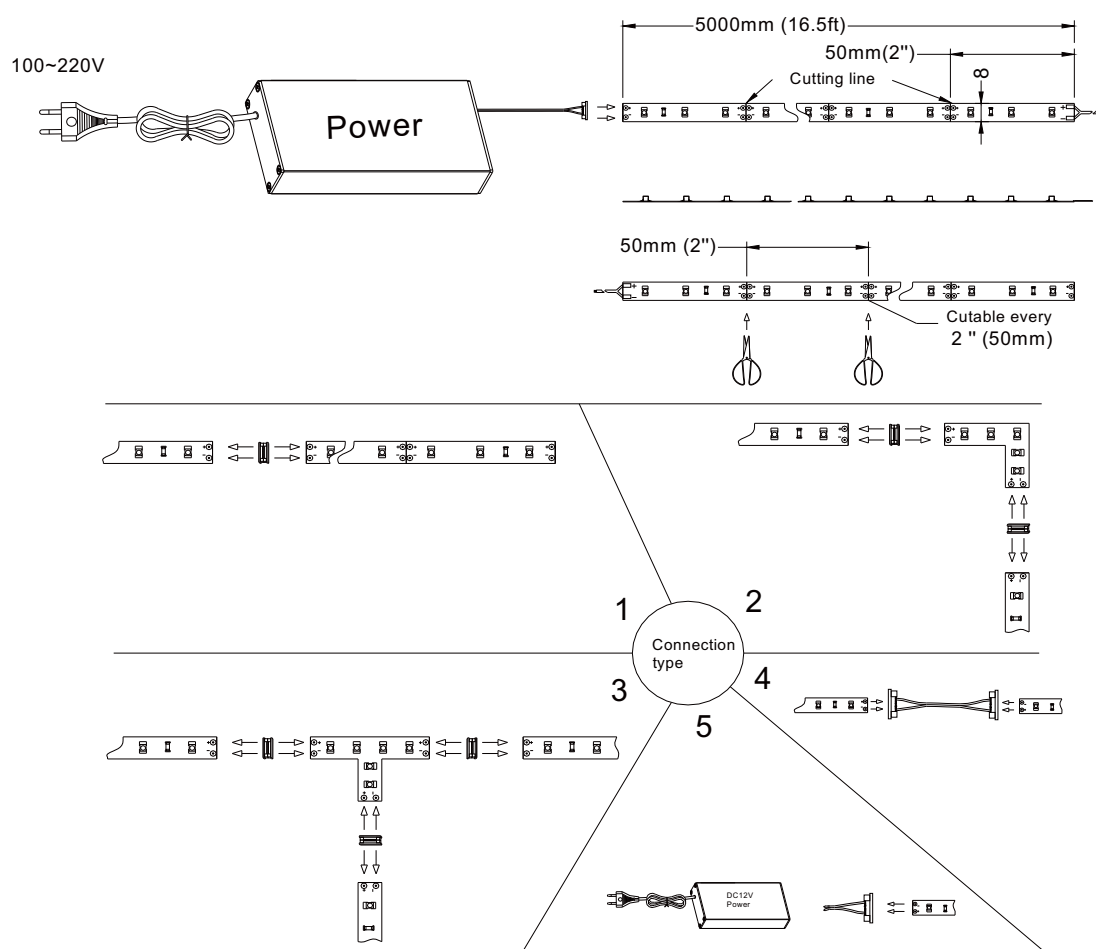 5000mm (16.5ft)
50mm(2'')
100~220V
Cutting line
8
Power
50mm (2'')
Cutable every
2 '' (50mm)
1
2
Connection
type
3
4
5
DC12V
Power